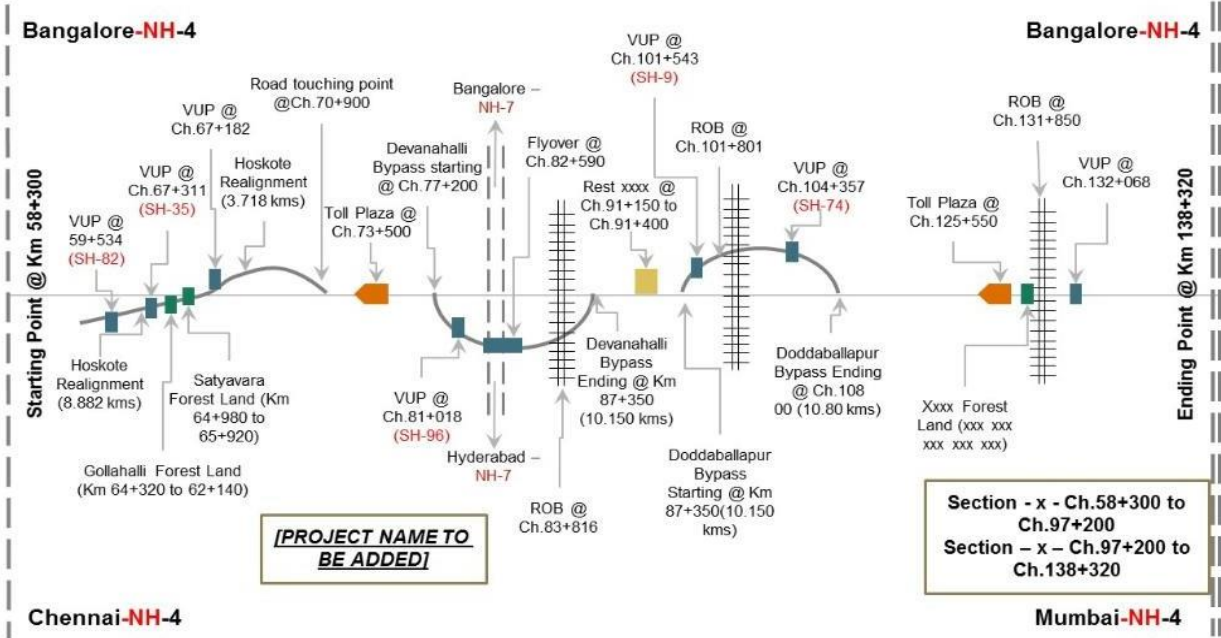 Bangalore-NH-4
Bangalore-NH-4
Starting Point @ Km 58+300
VUP @
59+534
(SH-82)
VUP @
Ch.67+311
(SH-35)
VUP @
Ch.67+182
Hoskote
Realignment
(3.718 kms)
Road touching point
@Ch.70+900
Toll Plaza @
Ch.73+500
Devanahalli
Bypass starting
@ Ch.77+200
Bangalore –
NH-7
Flyover @
Ch.82+590
Rest xxxx @
Ch.91+150 to
Ch.91+400
VUP @
Ch.101+543
(SH-9)
ROB @
Ch.101+801
VUP @
Ch.104+357
(SH-74)
Toll Plaza @
Ch.125+550
ROB @
Ch.131+850
VUP @
Ch.132+068
Ending Point @ Km 138+320
Hoskote
Realignment
(8.882 kms)
Satyavara
Forest Land (Km
64+980 to
65+920)
Gollahalli Forest Land
(Km 64+320 to 62+140)
VUP @
Ch.81+018
(SH-96)
Hyderabad –
NH-7
ROB @
Ch.83+816
Devanahalli
Bypass
Ending @ Km
87+350
(10.150 kms)
Doddaballapur
Bypass
Starting @ Km
87+350(10.150
kms)
Doddaballapur
Bypass Ending
@ Ch.108
00 (10.80 kms)
Xxxx Forest
Land (xxx xxx
xxx xxx xxx)
[PROJECT NAME TO
BE ADDED]
Section - x - Ch.58+300 to
Ch.97+200
Section – x – Ch.97+200 to
Ch.138+320
Chennai-NH-4
Mumbai-NH-4